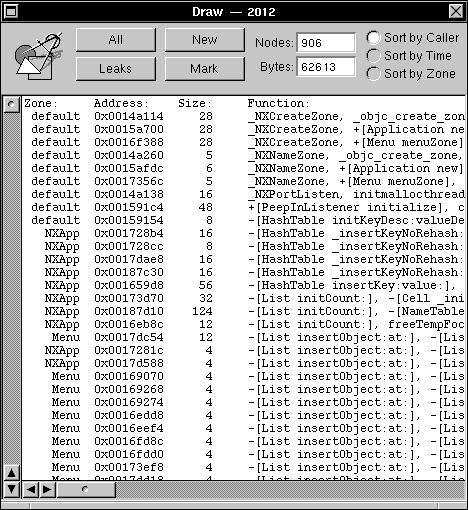 Draw — 2012
All New Nodes: 906 Sort by Caller
Leaks Mark Bytes: 62613 Sort by Time
Sort by Zone
Zone: Address: Size: Function:
default 0x0014a114 28 _NXCreateZone, _objc_create_zon
default 0x0015a700 28 _NXCreateZone, +[Application new
default 0x0016f388 28 _NXCreateZone, +[Menu menuZone],
default 0x0014a260 5 _NXNameZone, _objc_create_zone,
default 0x0015afdc 6 _NXNameZone, +[Application new]
default 0x0017356c 5 _NXNameZone, +[Menu menuZone],
default 0x0014a138 16 _NXPortListen, initmallocthread
default 0x001591c4 48 +[PeepInListener initialize], c
default 0x00159154 8 -[HashTable initKeyDesc:valueDe
NXApp 0x001728b4 16 -[HashTable _insertKeyNoRehash:
NXApp 0x001728cc 8 -[HashTable _insertKeyNoRehash:
NXApp 0x0017dae8 16 -[HashTable _insertKeyNoRehash:
NXApp 0x00187c30 16 -[HashTable _insertKeyNoRehash:
NXApp 0x001659d8 56 -[HashTable insertKey:value:],
NXApp 0x00173d70 32 -[List initCount:], -[Cell _ini
NXApp 0x00187d10 124 -[List initCount:], -[NameTable
NXApp 0x0016eb8c 12 -[List initCount:], freeTempFoc
Menu 0x0017dc54 12 -[List insertObject:at:], -[Lis
NXApp 0x0017281c 4 -[List insertObject:at:], -[Lis
NXApp 0x0017d588 4 -[List insertObject:at:], -[Lis
Menu 0x00169070 4 -[List insertObject:at:], -[Lis
Menu 0x00169268 4 -[List insertObject:at:], -[Lis
Menu 0x00169274 4 -[List insertObject:at:], -[Lis
Menu 0x0016edd8 4 -[List insertObject:at:], -[Lis
Menu 0x0016eef4 4 -[List insertObject:at:], -[Lis
Menu 0x0016fd8c 4 -[List insertObject:at:], -[Lis
Menu 0x0016fdd0 4 -[List insertObject:at:], -[Lis
Menu 0x00173ef8 4 -[List insertObject:at:], -[Lis
Menu 0x0017dd18 4 -[List insertObject:at:], -[Lis